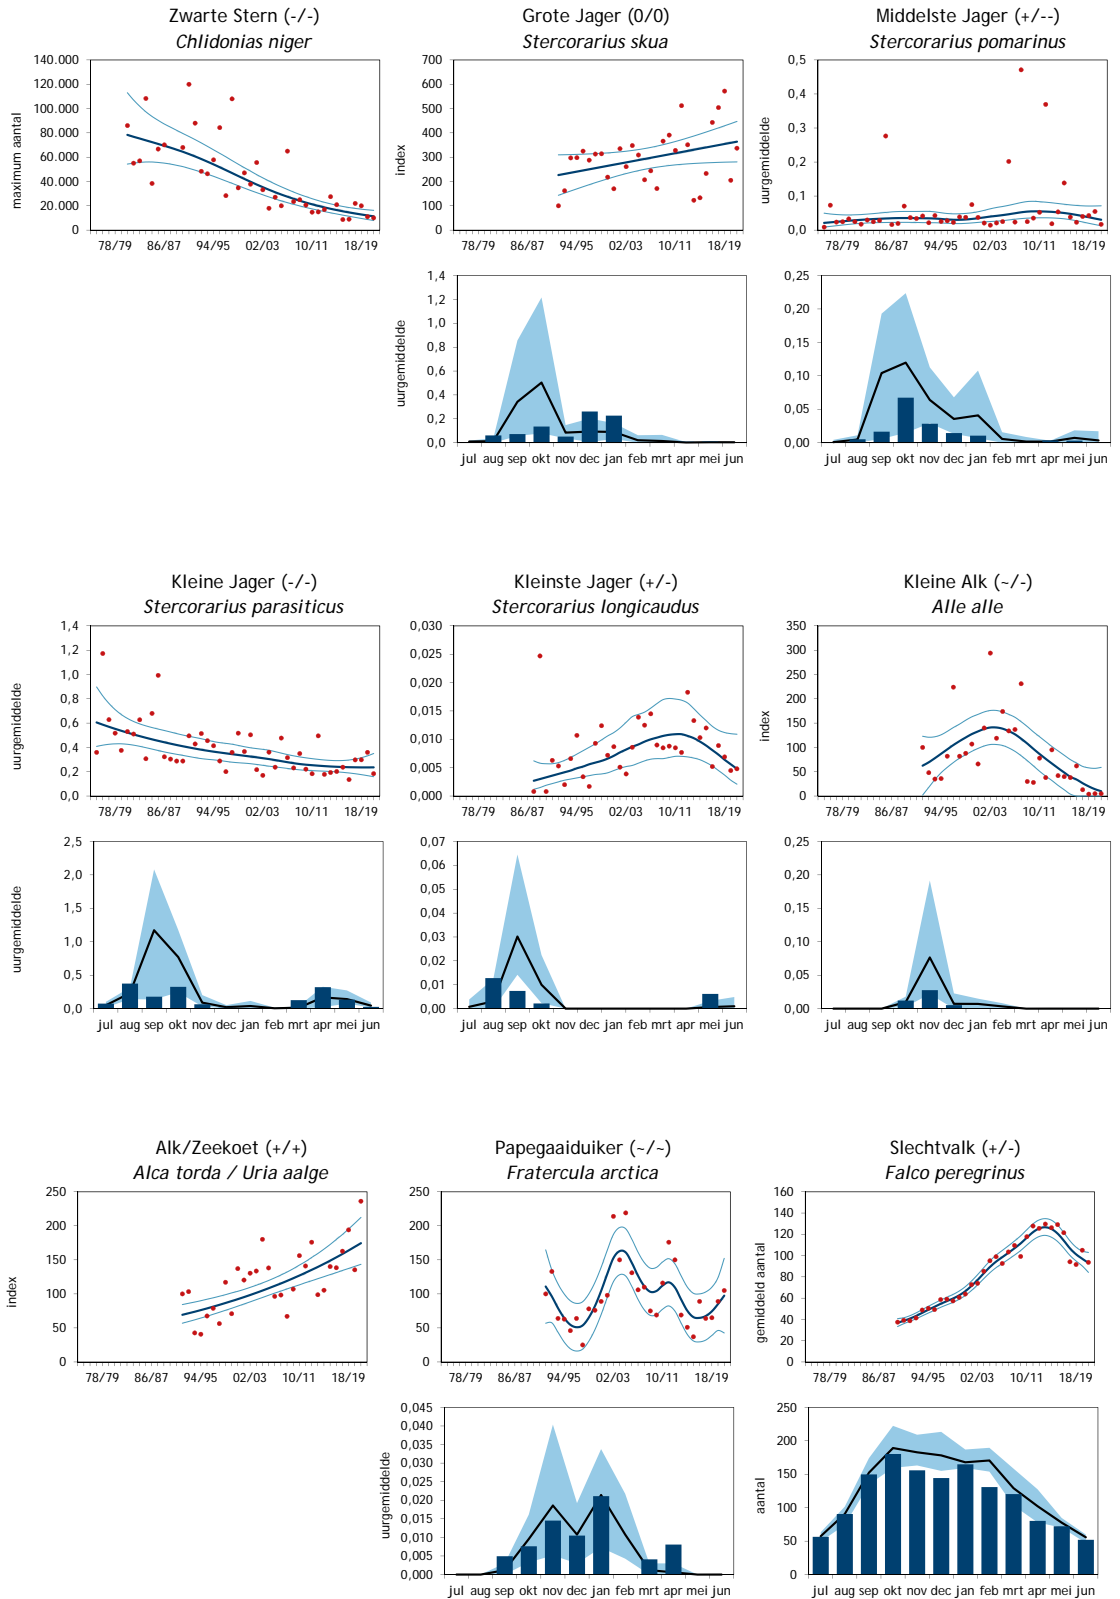 Zwarte Stern (-/-)
Chlidonias niger
140.000
120.000
100.000
80.000
60.000
40.000
20.000
0
maximum aantal
78/79 86/87 94/95 02/03 10/11 18/19
Grote Jager (0/0)
Stercorarius skua
700
600
500
400
300
200
100
0
index
78/79 86/87 94/95 02/03 10/11 18/19
Middelste Jager (+/--)
Stercorarius pomarinus
0,5
0,4
0,3
0,2
0,1
0,0
uurgemiddelde
78/79 86/87 94/95 02/03 10/11 18/19
1,4
1,2
1,0
0,8
0,6
0,4
0,2
0,0
uurgemiddelde
jul aug sep okt nov dec jan feb mrt apr mei jun
0,25
0,20
0,15
0,10
0,05
0,00
uurgemiddelde
jul aug sep okt nov dec jan feb mrt apr mei jun
Kleine Jager (-/-)
Stercorarius parasiticus
1,4
1,2
1,0
0,8
0,6
0,4
0,2
0,0
uurgemiddelde
78/79 86/87 94/95 02/03 10/11 18/19
Kleinste Jager (+/-)
Stercorarius longicaudus
0,030
0,025
0,020
0,015
0,010
0,005
0,000
78/79 86/87 94/95 02/03 10/11 18/19
Kleine Alk (~/-)
Alle alle
350
300
250
200
150
100
50
0
index
78/79 86/87 94/95 02/03 10/11 18/19
2,5
2,0
1,5
1,0
0,5
0,0
uurgemiddelde
jul aug sep okt nov dec jan feb mrt apr mei jun
0,07
0,06
0,05
0,04
0,03
0,02
0,01
0,00
jul aug sep okt nov dec jan feb mrt apr mei jun
0,25
0,20
0,15
0,10
0,05
0,00
jul aug sep okt nov dec jan feb mrt apr mei jun
Alk/Zeekoet (+/+)
Alca torda / Uria aalge
250
200
150
100
50
0
index
78/79 86/87 94/95 02/03 10/11 18/19
Papegaaiduiker (~/~)
Fratercula arctica
250
200
150
100
50
0
78/79 86/87 94/95 02/03 10/11 18/19
Slechtvalk (+/-)
Falco peregrinus
160
140
120
100
80
60
40
20
0
gemiddeld aantal
78/79 86/87 94/95 02/03 10/11 18/19
0,045
0,040
0,035
0,030
0,025
0,020
0,015
0,010
0,005
0,000
uurgemiddelde
jul aug sep okt nov dec jan feb mrt apr mei jun
250
200
150
100
50
0
aantal
jul aug sep okt nov dec jan feb mrt apr mei jun